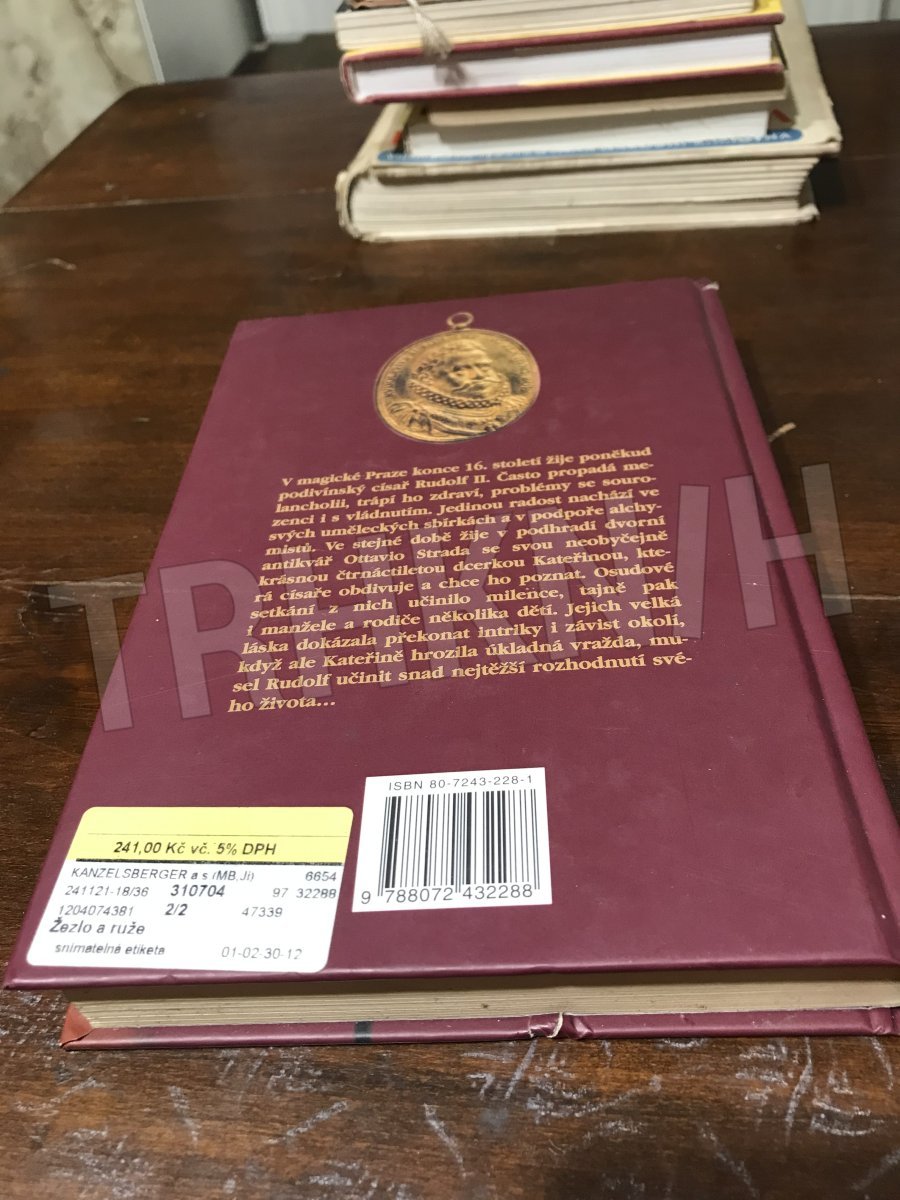 V magické Praze konce 16. století žije poněkud
podivínský císař Rudolf II. Často propadá me-
lancholii, trápí ho zdraví, problémy se souro-
zenci i s vládnutím. Jedinou radost nachází ve
svých uměleckých sbírkách a v podpoře alchy-
mistů. Ve stejné době žije v podhradí dvorní
antikvář Ottavio Strada se svou neobyčejně
krásnou čtrnáctiletou dcerkou Kateřinou, kte-
rá císaře obdivuje a chce ho poznat. Osudové
setkání z nich učinilo milence, tajně pak
i manžele a rodiče několika dětí. Jejich velká
láska dokázala překonat intriky i závist okolí,
když ale Kateřině hrozila úkladná vražda, mu-
sel Rudolf učinit snad nejtěžší rozhodnutí své-
ho života...
TRHKNIH
ISBN 80-7243-228-1
9 788072 432288
241,00 Kč vč. 5% DPH
KANZELSBERGER a s (MB,Ji) 6654
241121-18/36 310704 97 32288
1204074381 2/2 47339
Žezlo a ruže
snímatelná etiketa 01-02-30-12